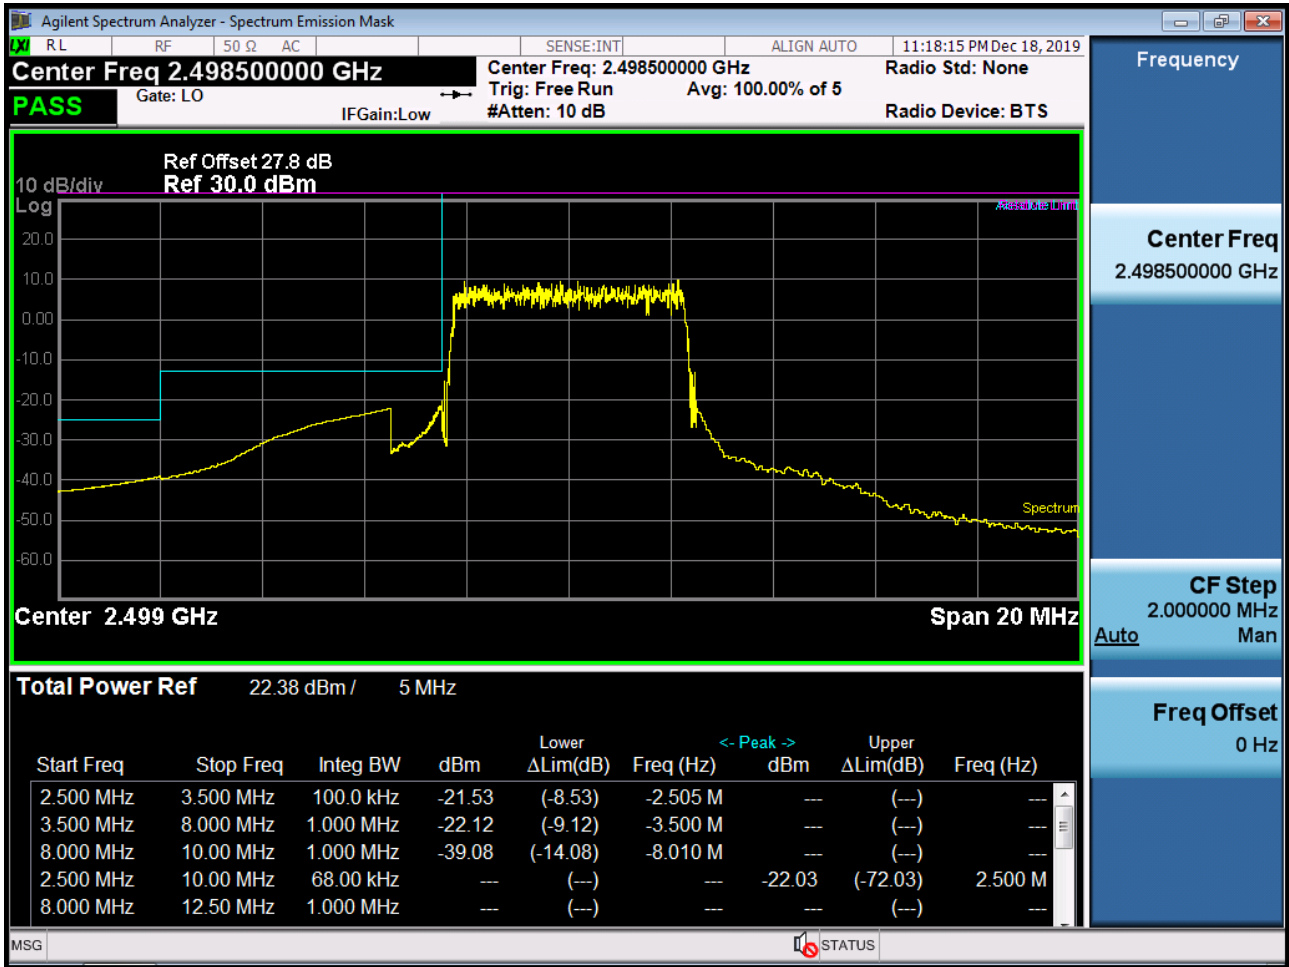 Agilent Spectrum Analyzer - Spectrum Emission Mask
LXI RL RF 50 Ω AC SENSE:INT ALIGN AUTO 11:18:15 PM Dec 18, 2019
Center Freq 2.498500000 GHz
PASS
Gate: LO
IFGain:Low
Center Freq: 2.498500000 GHz
Trig: Free Run Avg: 100.00% of 5
#Atten: 10 dB
Radio Std: None
Radio Device: BTS
Ref Offset 27.8 dB
10 dB/div Ref 30.0 dBm
Log
20.0
10.0
0.00
-10.0
-20.0
-30.0
-40.0
-50.0
-60.0
Spectrum
Center 2.499 GHz Span 20 MHz
Total Power Ref 22.38 dBm / 5 MHz
Lower <- Peak -> Upper
Start Freq Stop Freq Integ BW dBm ΔLim(dB) Freq (Hz) dBm ΔLim(dB) Freq (Hz)
2.500 MHz 3.500 MHz 100.0 kHz -21.53 (-8.53) -2.505 M --- (---) ---
3.500 MHz 8.000 MHz 1.000 MHz -22.12 (-9.12) -3.500 M --- (---) ---
8.000 MHz 10.00 MHz 1.000 MHz -39.08 (-14.08) -8.010 M --- (---) ---
2.500 MHz 10.00 MHz 68.00 kHz --- (---) --- -22.03 (-72.03) 2.500 M
8.000 MHz 12.50 MHz 1.000 MHz --- (---) --- --- (---) ---
MSG STATUS
Frequency
Center Freq
2.498500000 GHz
CF Step
2.000000 MHz
Auto Man
Freq Offset
0 Hz